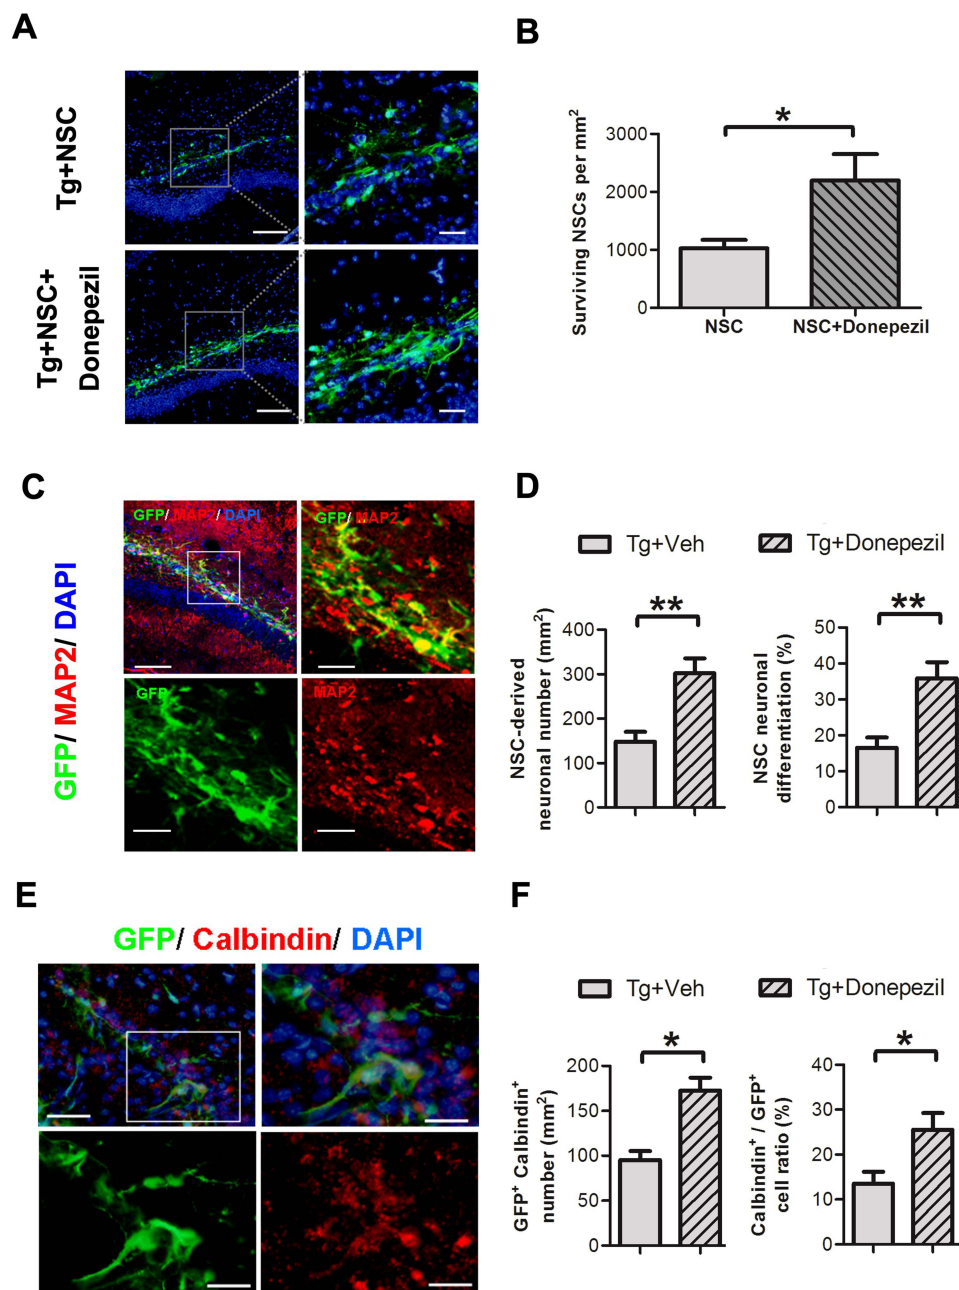 A
Tg+NSC
Tg+NSC+
Donepezil
B
Surviving NSCs per mm²
3000
2000
1000
0
*
NSC
NSC+Donepezil
C
GFP/ MAP2/ DAPI
GFP/ MAP2/ DAPI
GFP/ MAP2
GFP
MAP2
D
Tg+Veh
Tg+Donepezil
NSC-derived
neuronal number (mm²)
400
300
200
100
0
**
NSC neuronal
differentiation (%)
50
40
30
20
10
0
**
E
GFP/ Calbindin/ DAPI
F
Tg+Veh
Tg+Donepezil
GFP⁺ Calbindin⁺
number (mm²)
200
150
100
50
0
*
Calbindin⁺ / GFP⁺
cell ratio (%)
40
30
20
10
0
*